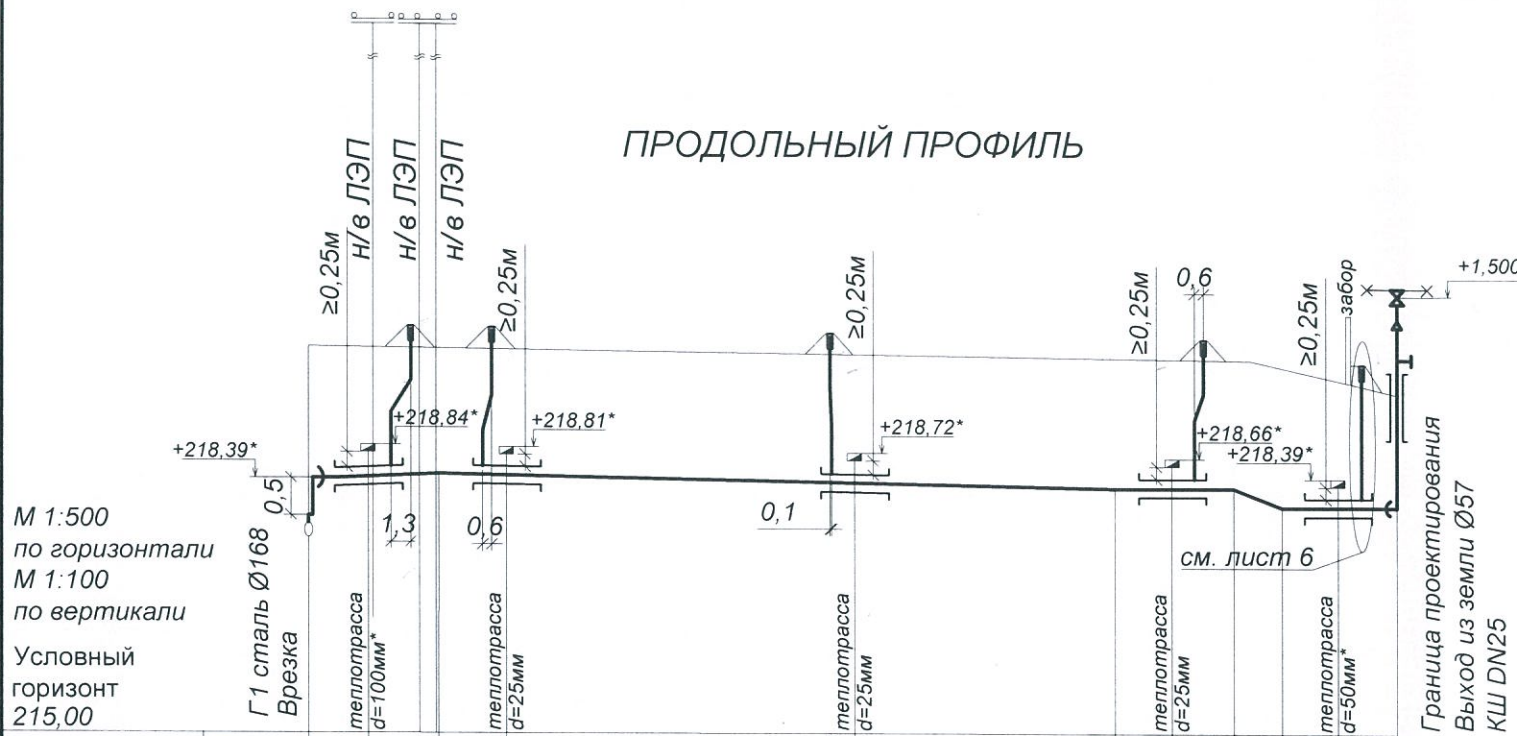 ПРОДОЛЬНЫЙ ПРОФИЛЬ
н/в ЛЭП
н/в ЛЭП
н/в ЛЭП
≥0,25м
≥0,25м
≥0,25м
≥0,25м
0,6
≥0,25м
забор
+1,500
+218,39*
+218,84*
+218,81*
+218,72*
+218,66*
+218,39*
0,5
1,3
0,6
0,1
см. лист 6
М 1:500
по горизонтали
М 1:100
по вертикали
Условный
горизонт
215,00
Г1 сталь Ø168
Врезка
теплотрасса
d=100мм*
теплотрасса
d=25мм
теплотрасса
d=25мм
теплотрасса
d=25мм
теплотрасса
d=50мм*
Граница проектирования
Выход из земли Ø57
КШ DN25